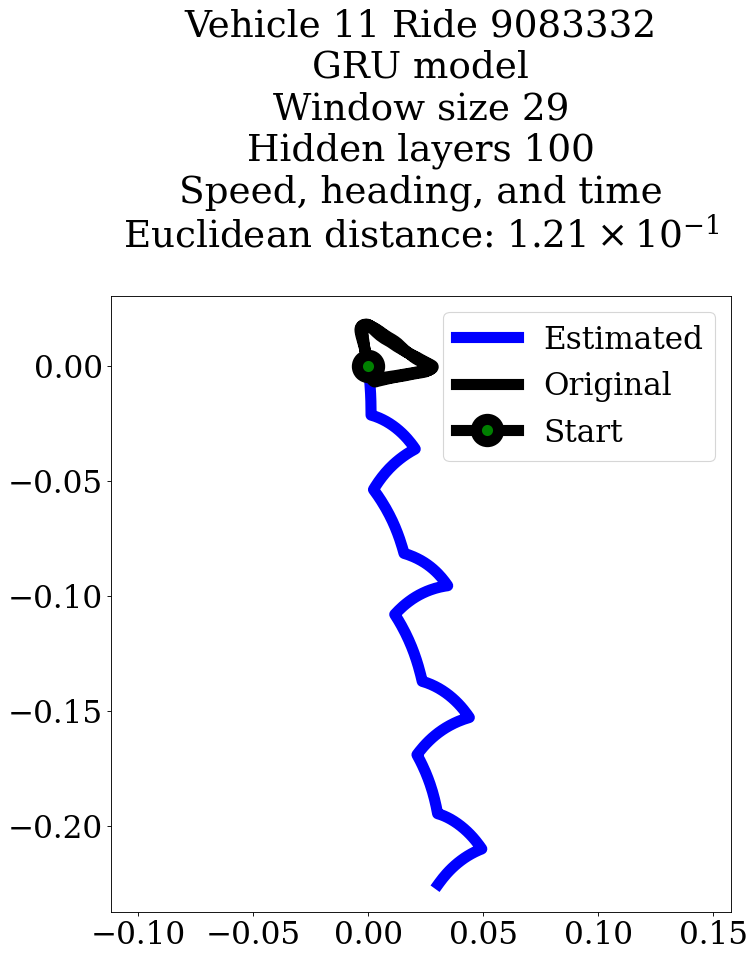 Vehicle 11 Ride 9083332
GRU model
Window size 29
Hidden layers 100
Speed, heading, and time
Euclidean distance: 1.21 × 10⁻¹
Estimated
Original
Start
0.00
−0.05
−0.10
−0.15
−0.20
−0.10 −0.05 0.00 0.05 0.10 0.15